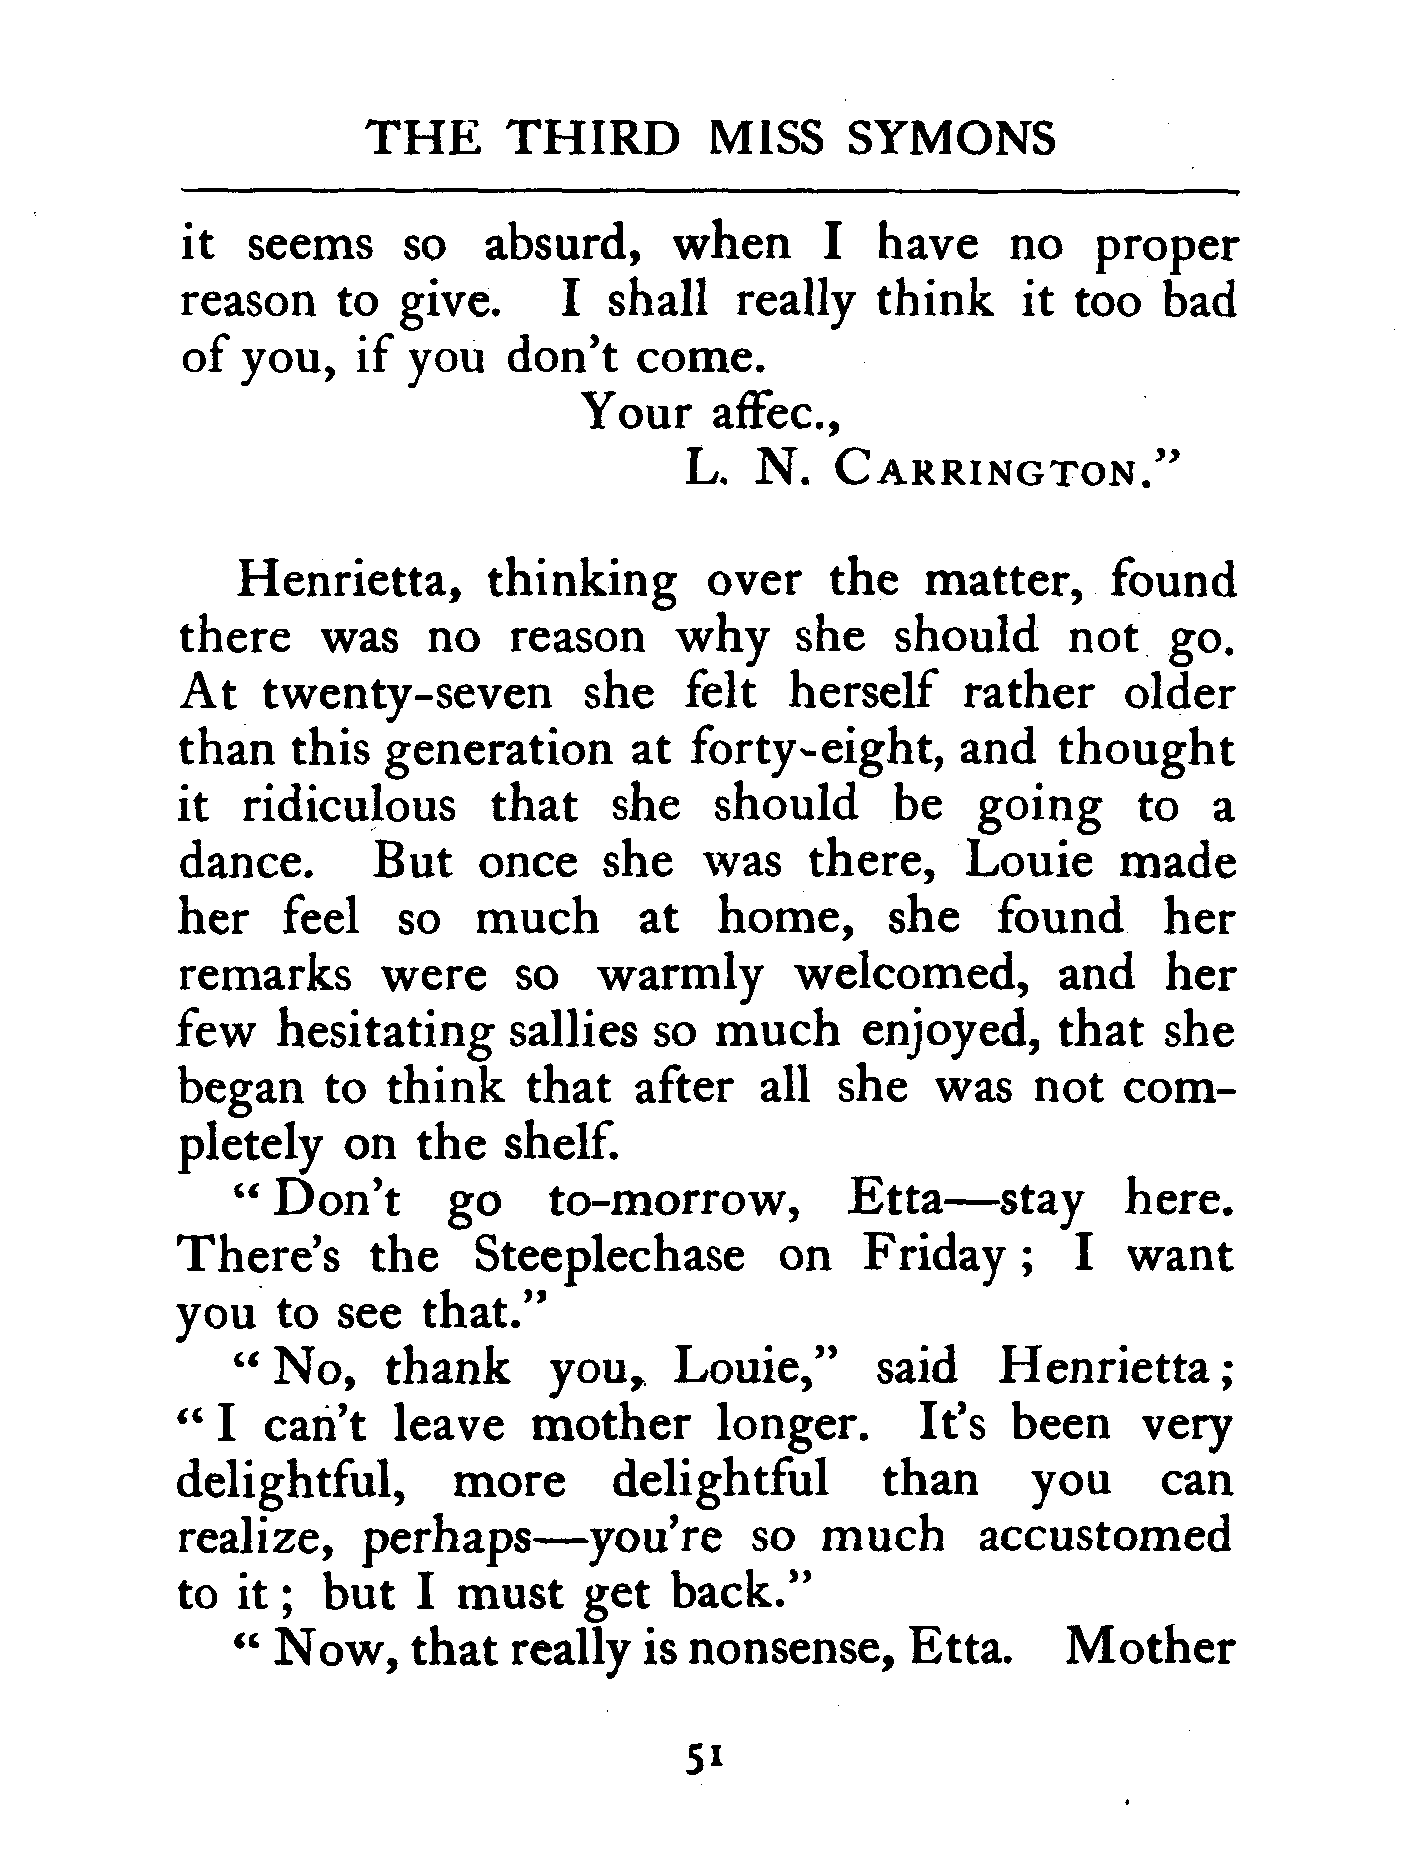 THE THIRD MISS SYMONS
it seems so absurd, when I have no proper
reason to give. I shall really think it too bad
of you, if you don't come.
Your affec.,
L. N. CARRINGTON."
Henrietta, thinking over the matter, found
there was no reason why she should not go.
At twenty-seven she felt herself rather older
than this generation at forty-eight, and thought
it ridiculous that she should be going to a
dance. But once she was there, Louie made
her feel so much at home, she found her
remarks were so warmly welcomed, and her
few hesitating sallies so much enjoyed, that she
began to think that after all she was not com-
pletely on the shelf.
" Don't go to-morrow, Etta—stay here.
There's the Steeplechase on Friday ; I want
you to see that."
" No, thank you, Louie," said Henrietta ;
" I can't leave mother longer. It's been very
delightful, more delightful than you can
realize, perhaps—you're so much accustomed
to it ; but I must get back."
" Now, that really is nonsense, Etta. Mother
51